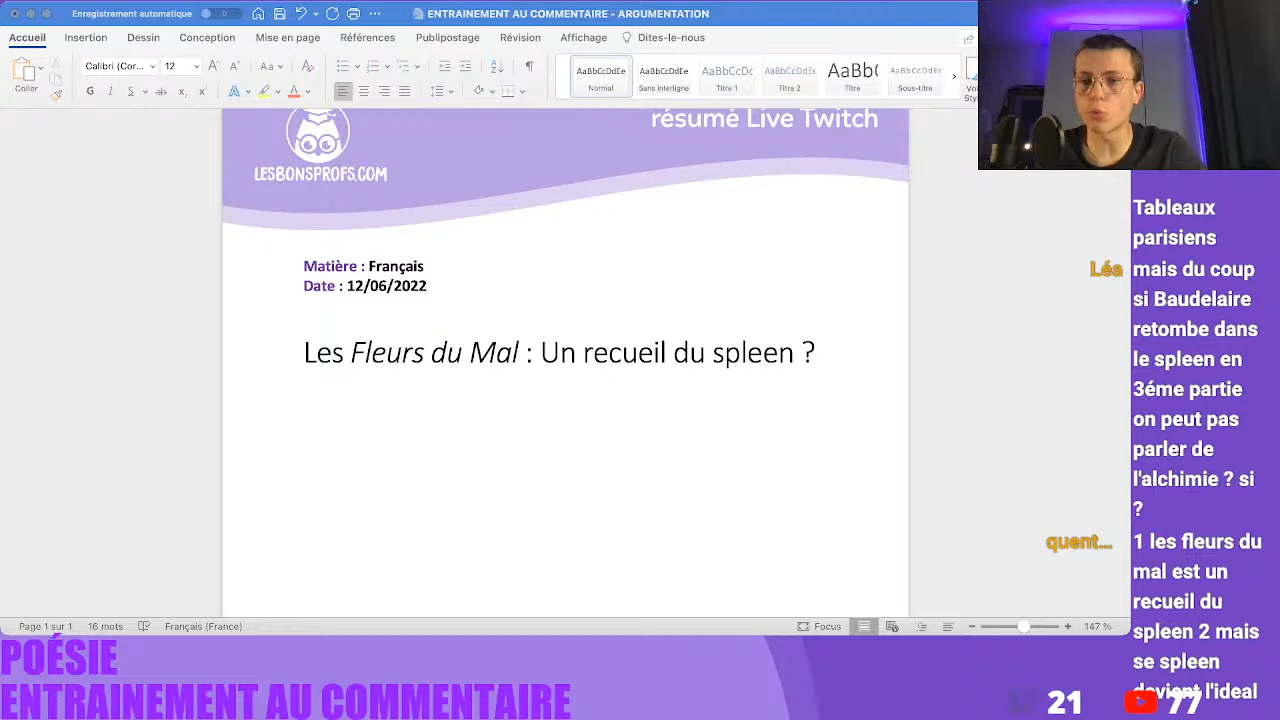 Enregistrement automatique
ENTRAINEMENT AU COMMENTAIRE - ARGUMENTATION
Accueil Insertion Dessin Conception Mise en page Références Publipostage Révision Affichage Dites-le-nous
Coller
Calibri (Cor... 12
AaBbCcDdEe AaBbCcDdEe AaBbCcDc AaBbCcDdEe AaBb( AaBbCcDdEe
Normal Sans interligne Titre 1 Titre 2 Titre Sous-titre
résumé Live Twitch
LESBONSPROFS.COM
Matière : Français
Date : 12/06/2022
Les Fleurs du Mal : Un recueil du spleen ?
Page 1 sur 1 16 mots Français (France) Focus 147 %
Tableaux
parisiens
Léa mais du coup
si Baudelaire
retombe dans
le spleen en
3éme partie
on peut pas
parler de
l'alchimie ? si
?
quent... 1 les fleurs du
mal est un
recueil du
spleen 2 mais
se spleen
devient l'ideal
POÉSIE
ENTRAINEMENT AU COMMENTAIRE
21 77